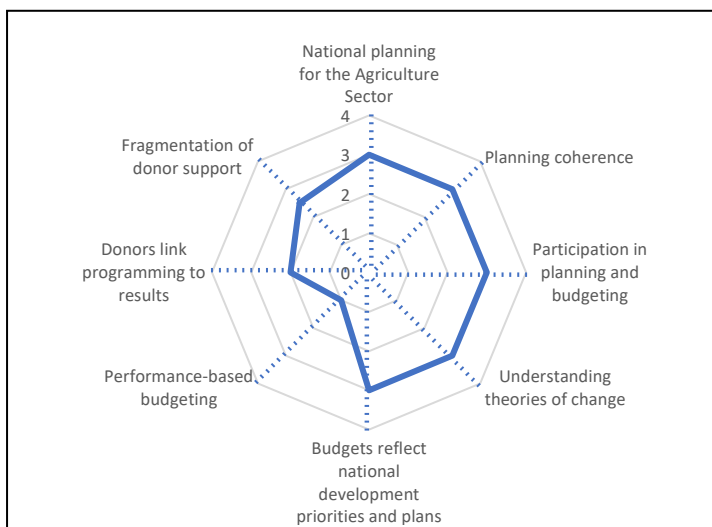 National planning
for the Agriculture
Sector
4
3
2
1
0
Planning coherence
Participation in
planning and
budgeting
Understanding
theories of change
Budgets reflect
national
development
priorities and plans
Performance-based
budgeting
Donors link
programming to
results
Fragmentation of
donor support